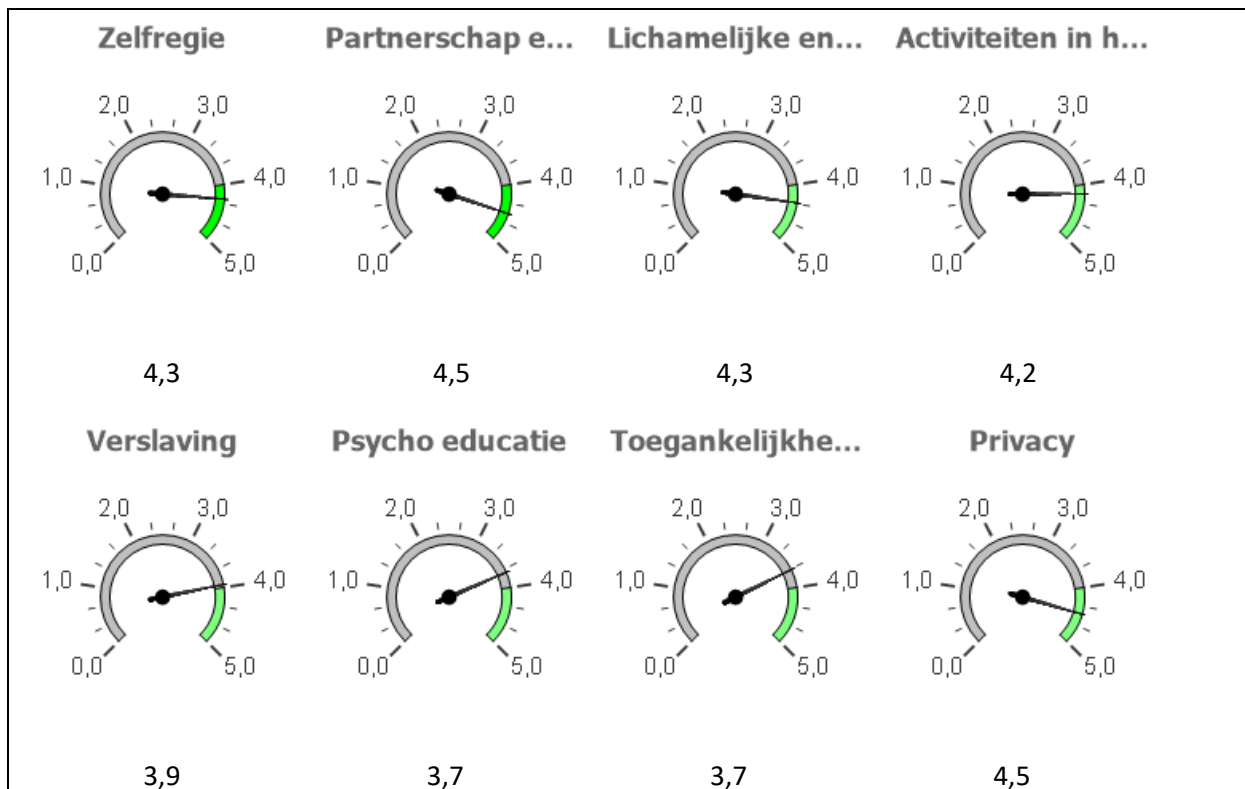 Zelfregie Partnerschap e... Lichamelijke en... Activiteiten in h...
2,0 3,0 2,0 3,0 2,0 3,0 2,0 3,0
1,0 4,0 1,0 4,0 1,0 4,0 1,0 4,0
0,0 5,0 0,0 5,0 0,0 5,0 0,0 5,0
4,3 4,5 4,3 4,2
Verslaving Psycho educatie Toegankelijkhe... Privacy
2,0 3,0 2,0 3,0 2,0 3,0 2,0 3,0
1,0 4,0 1,0 4,0 1,0 4,0 1,0 4,0
0,0 5,0 0,0 5,0 0,0 5,0 0,0 5,0
3,9 3,7 3,7 4,5